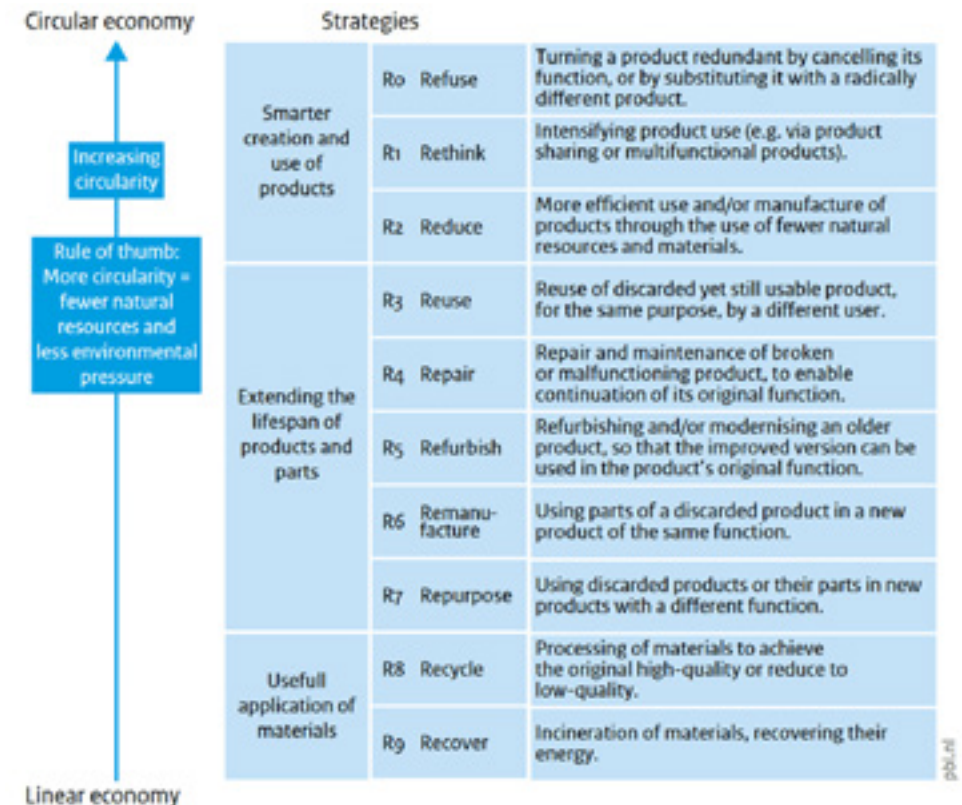 Circular economy
Strategies
Increasing
circularity
Rule of thumb:
More circularity =
fewer natural
resources and
less environmental
pressure
Linear economy
Smarter
creation and
use of
products
R0 Refuse
Turning a product redundant by cancelling its
function, or by substituting it with a radically
different product.
R1 Rethink
Intensifying product use (e.g. via product
sharing or multifunctional products).
R2 Reduce
More efficient use and/or manufacture of
products through the use of fewer natural
resources and materials.
Extending the
lifespan of
products and
parts
R3 Reuse
Reuse of discarded yet still usable product,
for the same purpose, by a different user.
R4 Repair
Repair and maintenance of broken
or malfunctioning product, to enable
continuation of its original function.
R5 Refurbish
Refurbishing and/or modernising an older
product, so that the improved version can be
used in the product's original function.
R6 Remanu-
facture
Using parts of a discarded product in a new
product of the same function.
R7 Repurpose
Using discarded products or their parts in new
products with a different function.
Usefull
application of
materials
R8 Recycle
Processing of materials to achieve
the original high-quality or reduce to
low-quality.
R9 Recover
Incineration of materials, recovering their
energy.
pbl.nl